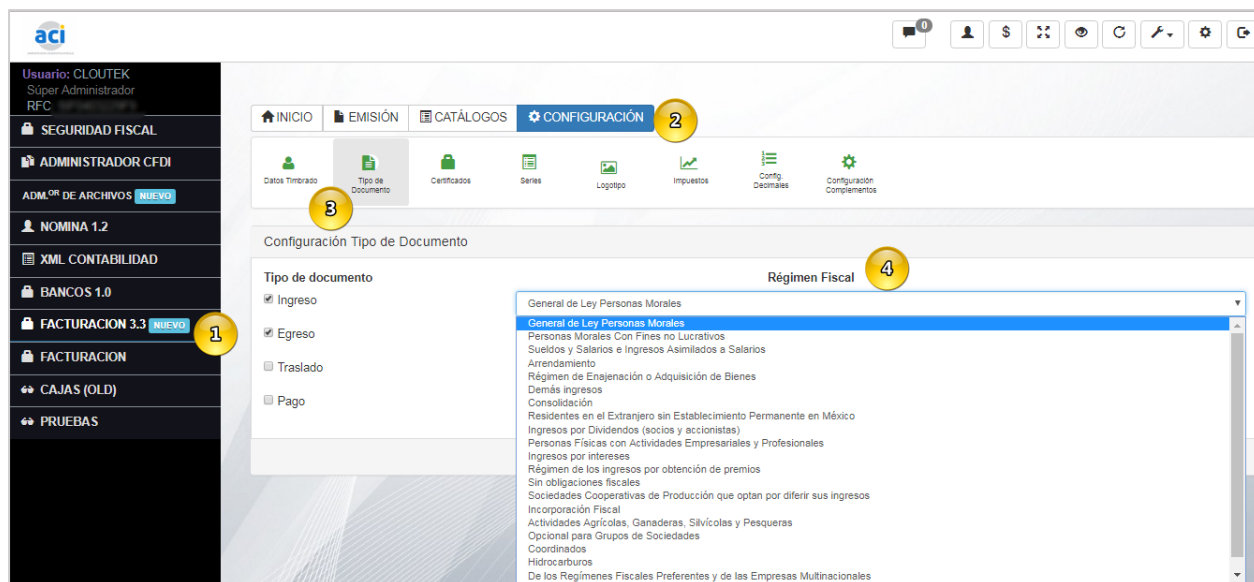 aci
0
$
Usuario: CLOUTEK
Súper Administrador
RFC
SEGURIDAD FISCAL
ADMINISTRADOR CFDI
ADM.OR DE ARCHIVOS NUEVO
NOMINA 1.2
XML CONTABILIDAD
BANCOS 1.0
FACTURACION 3.3 NUEVO
1
FACTURACION
CAJAS (OLD)
PRUEBAS
INICIO EMISIÓN CATÁLOGOS CONFIGURACIÓN
2
Datos Timbrado
Tipo de
Documento
Certificados
Series
Logotipo
Impuestos
Config.
Decimales
Configuración
Complementos
3
Configuración Tipo de Documento
Tipo de documento
Régimen Fiscal
4
Ingreso
Egreso
Traslado
Pago
General de Ley Personas Morales
General de Ley Personas Morales
Personas Morales Con Fines no Lucrativos
Sueldos y Salarios e Ingresos Asimilados a Salarios
Arrendamiento
Régimen de Enajenación o Adquisición de Bienes
Demás ingresos
Consolidación
Residentes en el Extranjero sin Establecimiento Permanente en México
Ingresos por Dividendos (socios y accionistas)
Personas Físicas con Actividades Empresariales y Profesionales
Ingresos por intereses
Régimen de los ingresos por obtención de premios
Sin obligaciones fiscales
Sociedades Cooperativas de Producción que optan por diferir sus ingresos
Incorporación Fiscal
Actividades Agrícolas, Ganaderas, Silvícolas y Pesqueras
Opcional para Grupos de Sociedades
Coordinados
Hidrocarburos
De los Regímenes Fiscales Preferentes y de las Empresas Multinacionales